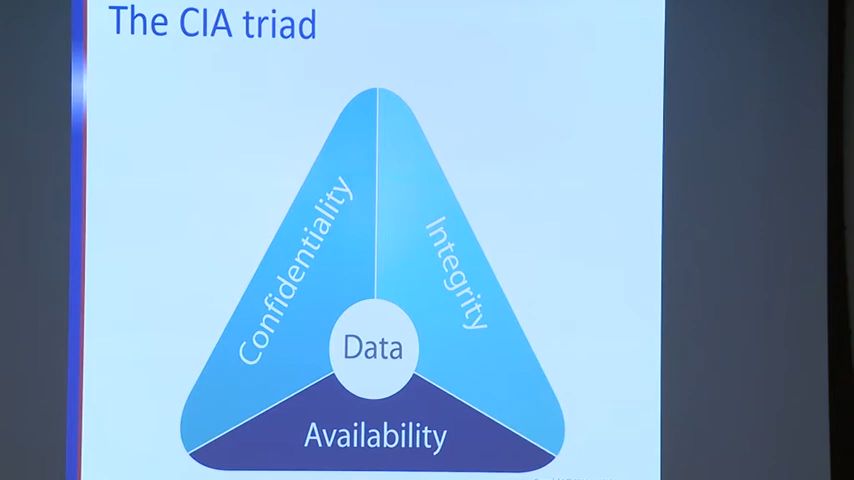 The CIA triad
Confidentiality
Integrity
Data
Availability